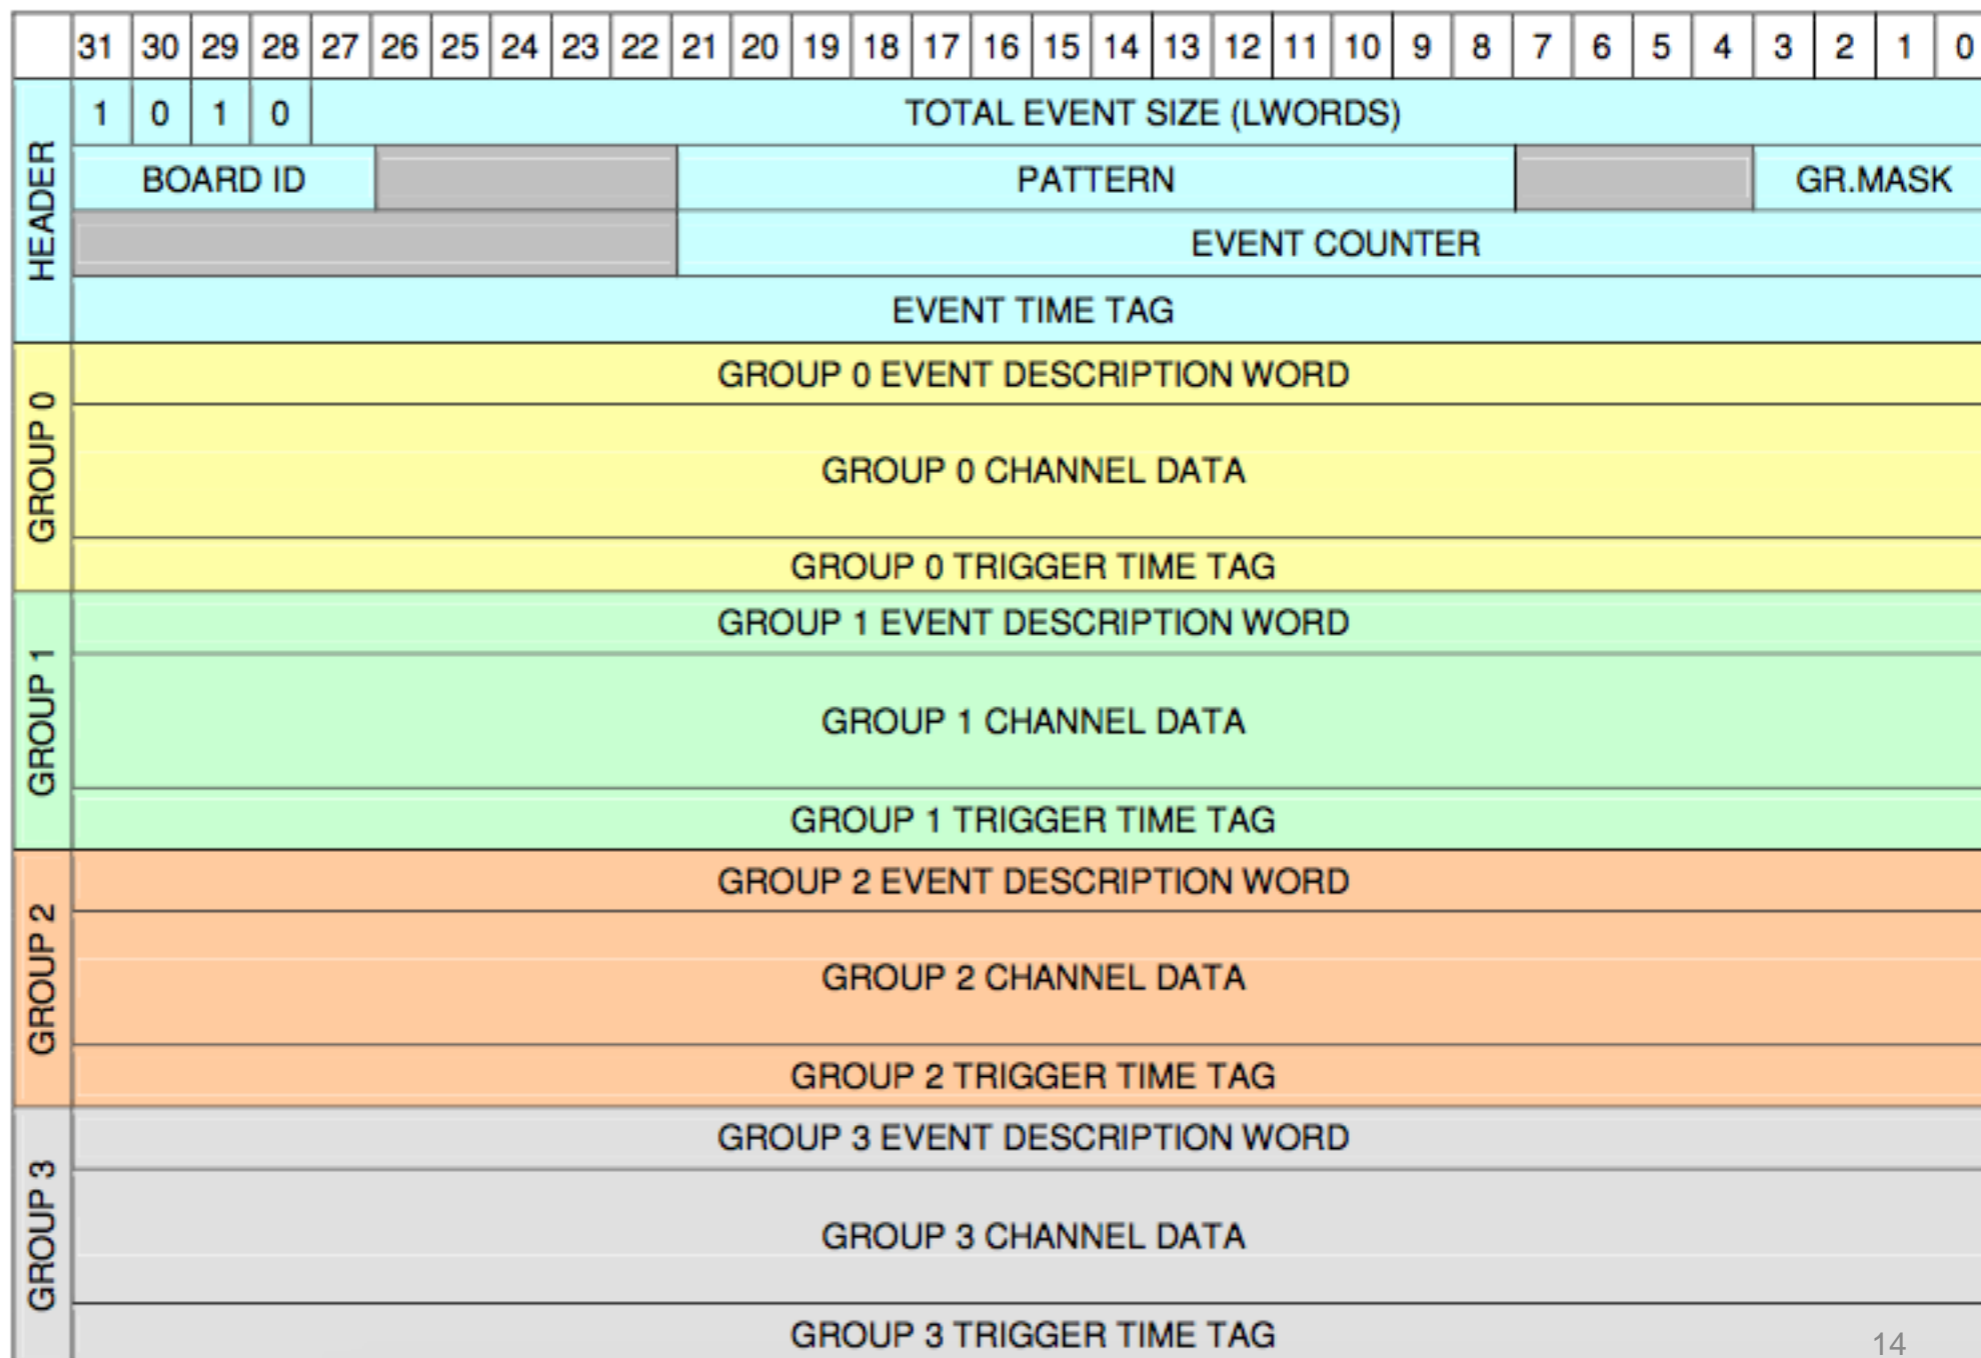 31 30 29 28 27 26 25 24 23 22 21 20 19 18 17 16 15 14 13 12 11 10 9 8 7 6 5 4 3 2 1 0
HEADER
1 0 1 0 TOTAL EVENT SIZE (LWORDS)
BOARD ID PATTERN GR.MASK
EVENT COUNTER
EVENT TIME TAG
GROUP 0
GROUP 0 EVENT DESCRIPTION WORD
GROUP 0 CHANNEL DATA
GROUP 0 TRIGGER TIME TAG
GROUP 1
GROUP 1 EVENT DESCRIPTION WORD
GROUP 1 CHANNEL DATA
GROUP 1 TRIGGER TIME TAG
GROUP 2
GROUP 2 EVENT DESCRIPTION WORD
GROUP 2 CHANNEL DATA
GROUP 2 TRIGGER TIME TAG
GROUP 3
GROUP 3 EVENT DESCRIPTION WORD
GROUP 3 CHANNEL DATA
GROUP 3 TRIGGER TIME TAG
14